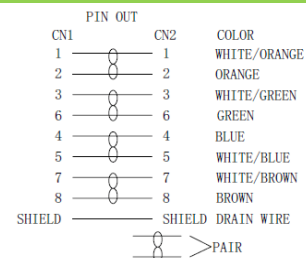 PIN OUT
CN1 CN2 COLOR
1 1 WHITE/ORANGE
2 2 ORANGE
3 3 WHITE/GREEN
6 6 GREEN
4 4 BLUE
5 5 WHITE/BLUE
7 7 WHITE/BROWN
8 8 BROWN
SHIELD SHIELD DRAIN WIRE
PAIR